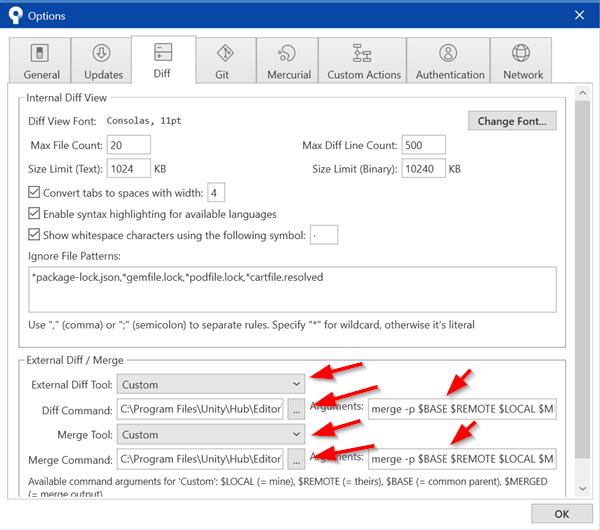 Options
General
Updates
Diff
Git
Mercurial
Custom Actions
Authentication
Network
Internal Diff View
Diff View Font: Consolas, 11pt
Change Font...
Max File Count: 20
Max Diff Line Count: 500
Size Limit (Text): 1024 KB
Size Limit (Binary): 10240 KB
Convert tabs to spaces with width: 4
Enable syntax highlighting for available languages
Show whitespace characters using the following symbol: ·
Ignore File Patterns:
*package-lock.json,*gemfile.lock,*podfile.lock,*cartfile.resolved
Use "," (comma) or ";" (semicolon) to separate rules. Specify "*" for wildcard, otherwise it's literal
External Diff / Merge
External Diff Tool: Custom
Diff Command: C:\Program Files\Unity\Hub\Editor ... Arguments: merge -p $BASE $REMOTE $LOCAL $M
Merge Tool: Custom
Merge Command: C:\Program Files\Unity\Hub\Editor ... Arguments: merge -p $BASE $REMOTE $LOCAL $M
Available command arguments for 'Custom': $LOCAL (= mine), $REMOTE (= theirs), $BASE (= common parent), $MERGED
(= merge output)
OK